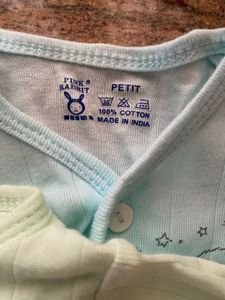 PINK
RABBIT
PETIT
100% COTTON
MADE IN INDIA